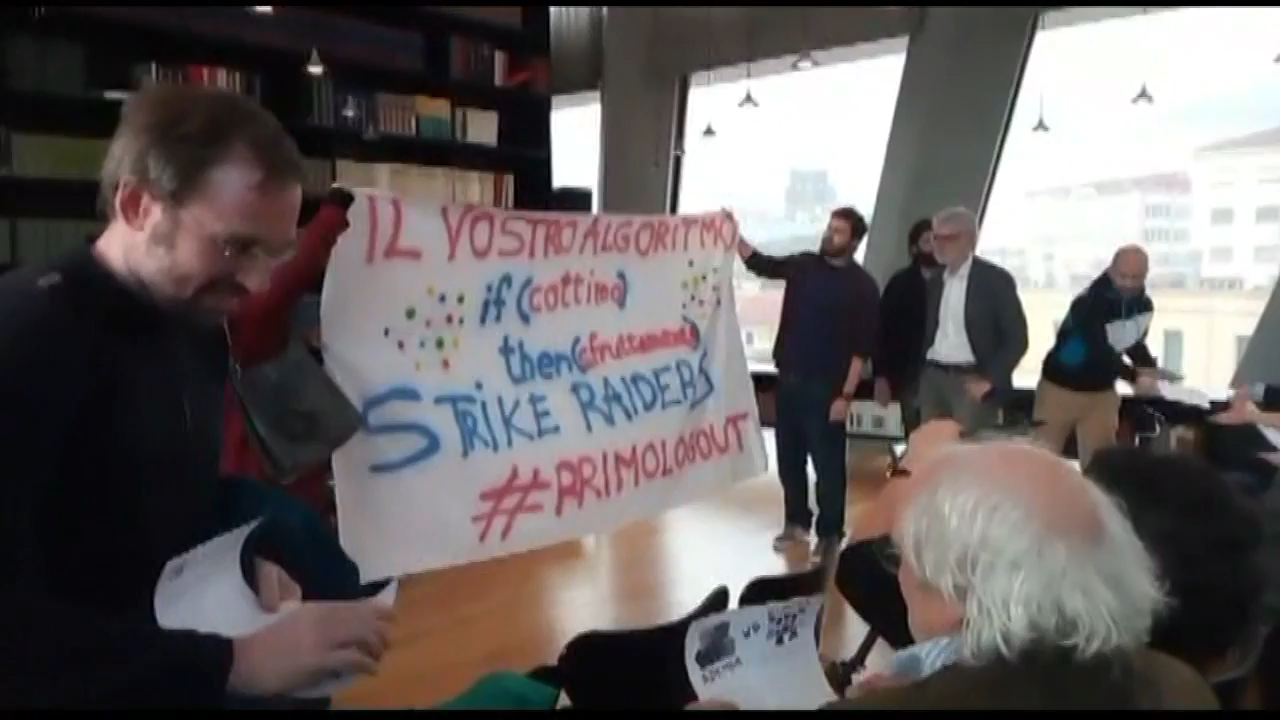 IL VOSTRO ALGORITMO
if (cottimo)
then (sfruttamento)
STRIKE RAIDERS
#PRIMOLOGOUT